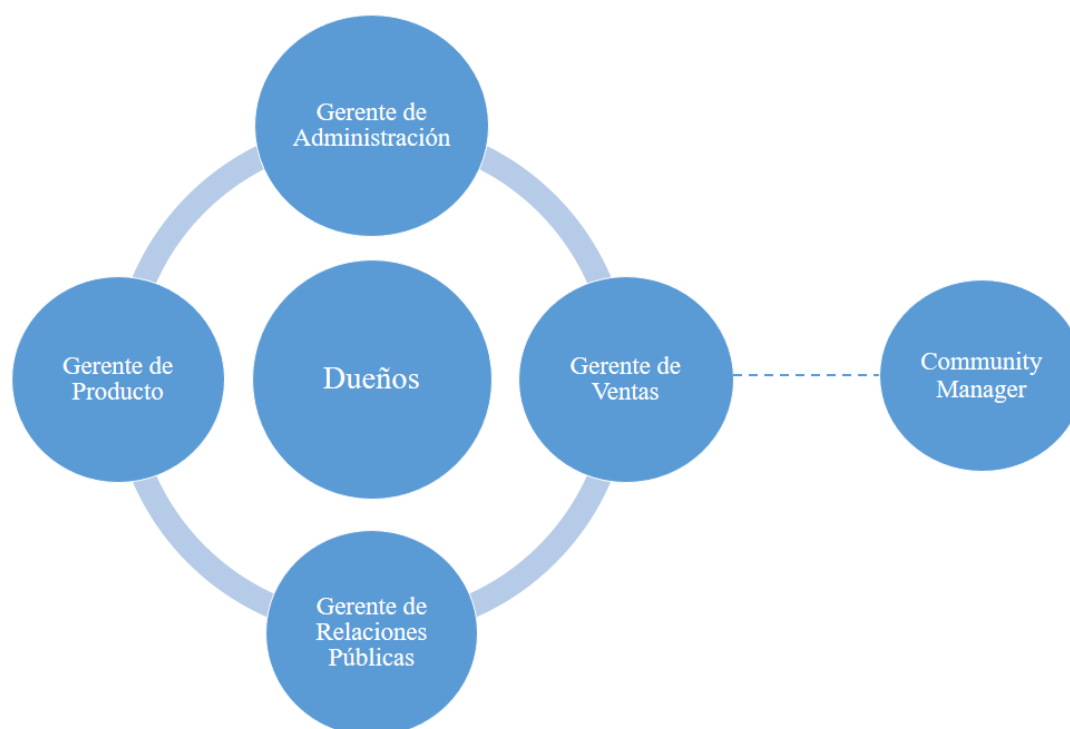 Gerente de
Administración
Gerente de
Producto
Dueños
Gerente de
Ventas
Community
Manager
Gerente de
Relaciones
Públicas